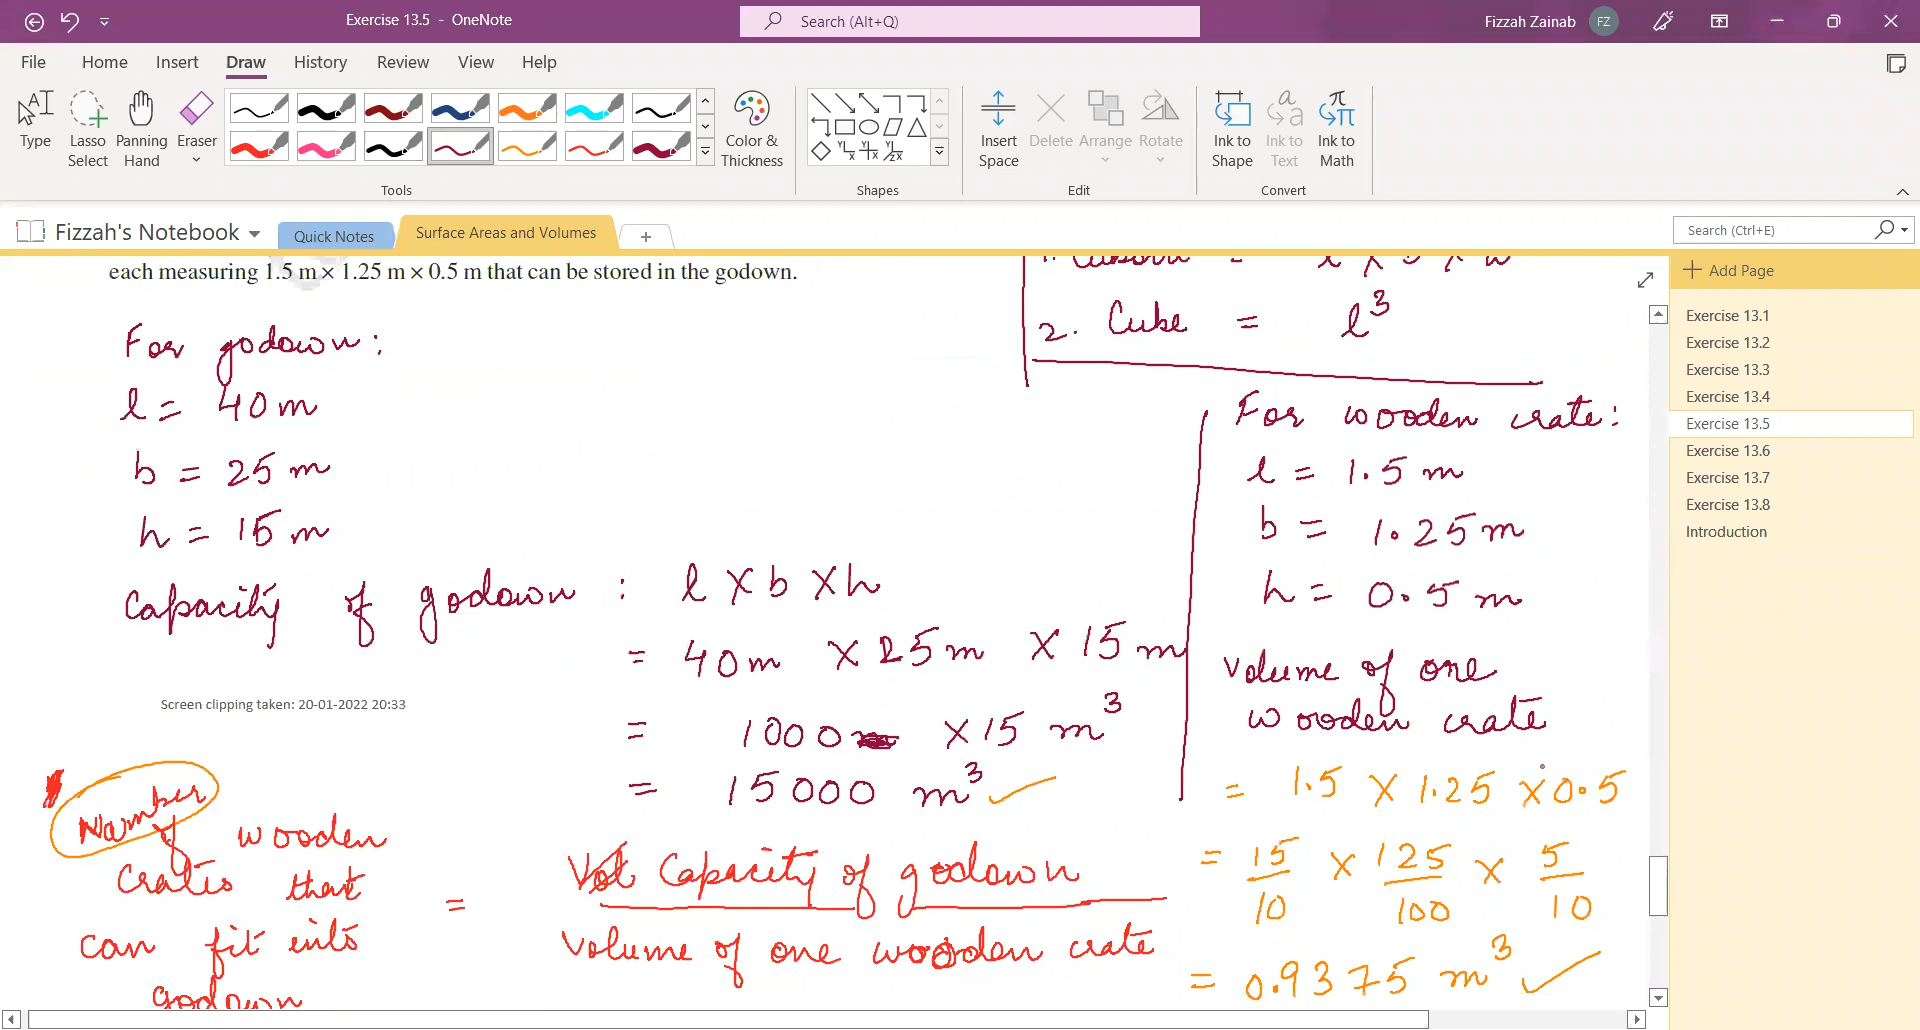 Exercise 13.5 - OneNote
Search (Alt+Q)
Fizzah Zainab
FZ
File Home Insert Draw History Review View Help
Type
Lasso Select
Panning Hand
Eraser
Color & Thickness
Insert Space
Delete
Arrange
Rotate
Ink to Shape
Ink to Text
Ink to Math
Tools
Shapes
Edit
Convert
Fizzah's Notebook
Quick Notes
Surface Areas and Volumes
Search (Ctrl+E)
Add Page
Exercise 13.1
Exercise 13.2
Exercise 13.3
Exercise 13.4
Exercise 13.5
Exercise 13.6
Exercise 13.7
Exercise 13.8
Introduction
each measuring 1.5 m × 1.25 m × 0.5 m that can be stored in the godown.
2. Cube = l³
For godown:
l = 40 m
b = 25 m
h = 15 m
Capacity of godown : l × b × h
= 40 m × 25 m × 15 m
= 1000 × 15 m³
= 15000 m³ ✓
Screen clipping taken: 20-01-2022 20:33
For wooden crate:
l = 1.5 m
b = 1.25 m
h = 0.5 m
Volume of one
wooden crate
= 1.5 × 1.25 × 0.5
= 15/10 × 125/100 × 5/10
= 0.9375 m³ ✓
Number
of wooden
crates that
can fit into
godown
= Capacity of godown
volume of one wooden crate